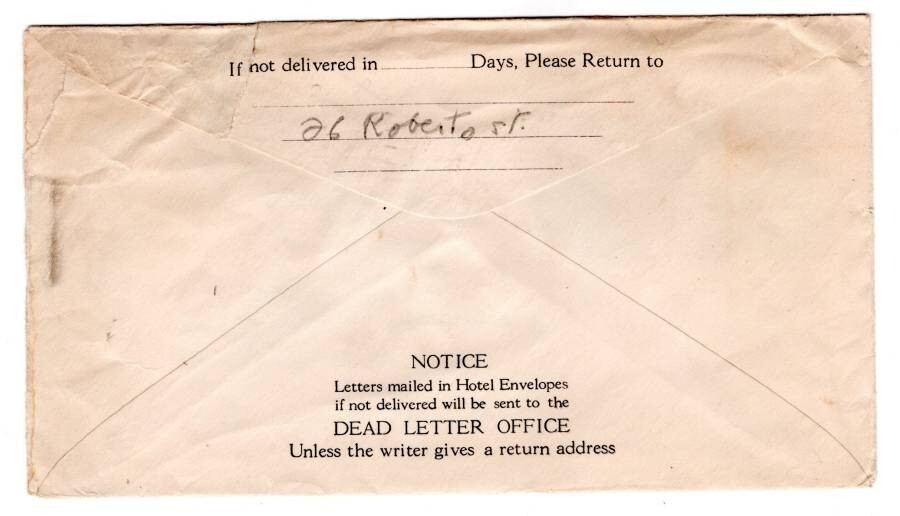 If not delivered in ............ Days, Please Return to
26 Roberto st.
NOTICE
Letters mailed in Hotel Envelopes
if not delivered will be sent to the
DEAD LETTER OFFICE
Unless the writer gives a return address